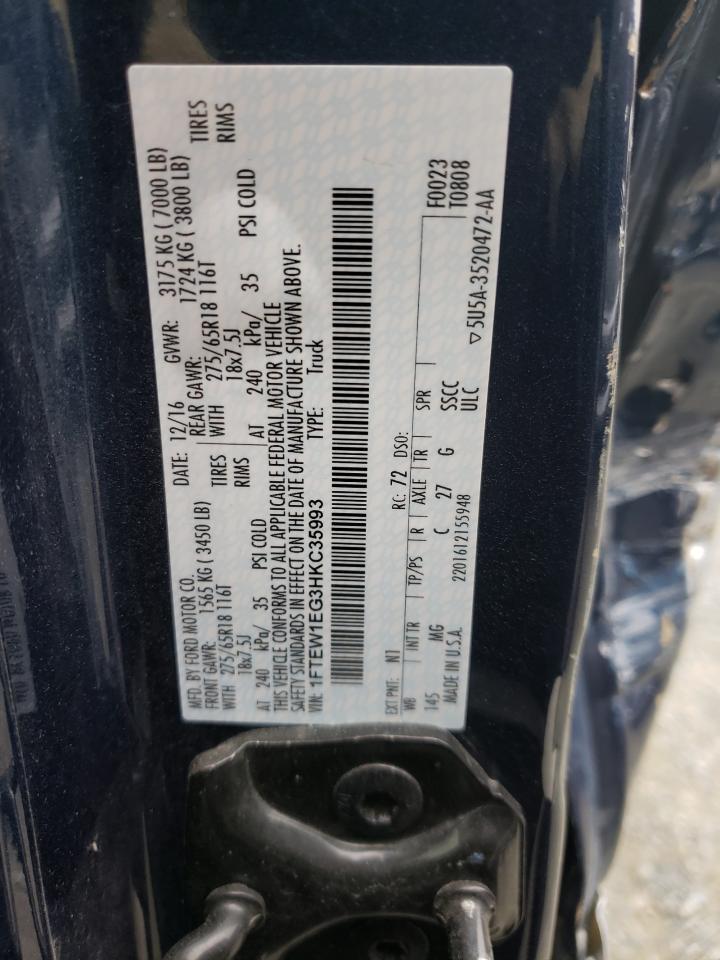 MFD. BY FORD MOTOR CO.
DATE: 12/16 GVWR: 3175 KG ( 7000 LB)
FRONT GAWR: 1565 KG ( 3450 LB)
REAR GAWR: 1724 KG ( 3800 LB)
WITH 275/65R18 116T TIRES
WITH 275/65R18 116T TIRES
18x7.5J RIMS
18x7.5J RIMS
AT 240 kPa/ 35 PSI COLD
AT 240 kPa/ 35 PSI COLD
THIS VEHICLE CONFORMS TO ALL APPLICABLE FEDERAL MOTOR VEHICLE
SAFETY STANDARDS IN EFFECT ON THE DATE OF MANUFACTURE SHOWN ABOVE.
VIN: 1FTEW1EG3HKC35993 TYPE: Truck
EXT PNT: N1 RC: 72 DSO:
WB INT TR TP/PS R AXLE TR SPR F0023
T0808
145 MG C 27 G SSCC
ULC
MADE IN U.S.A. 2201612155948
▽5U5A-3520472-AA